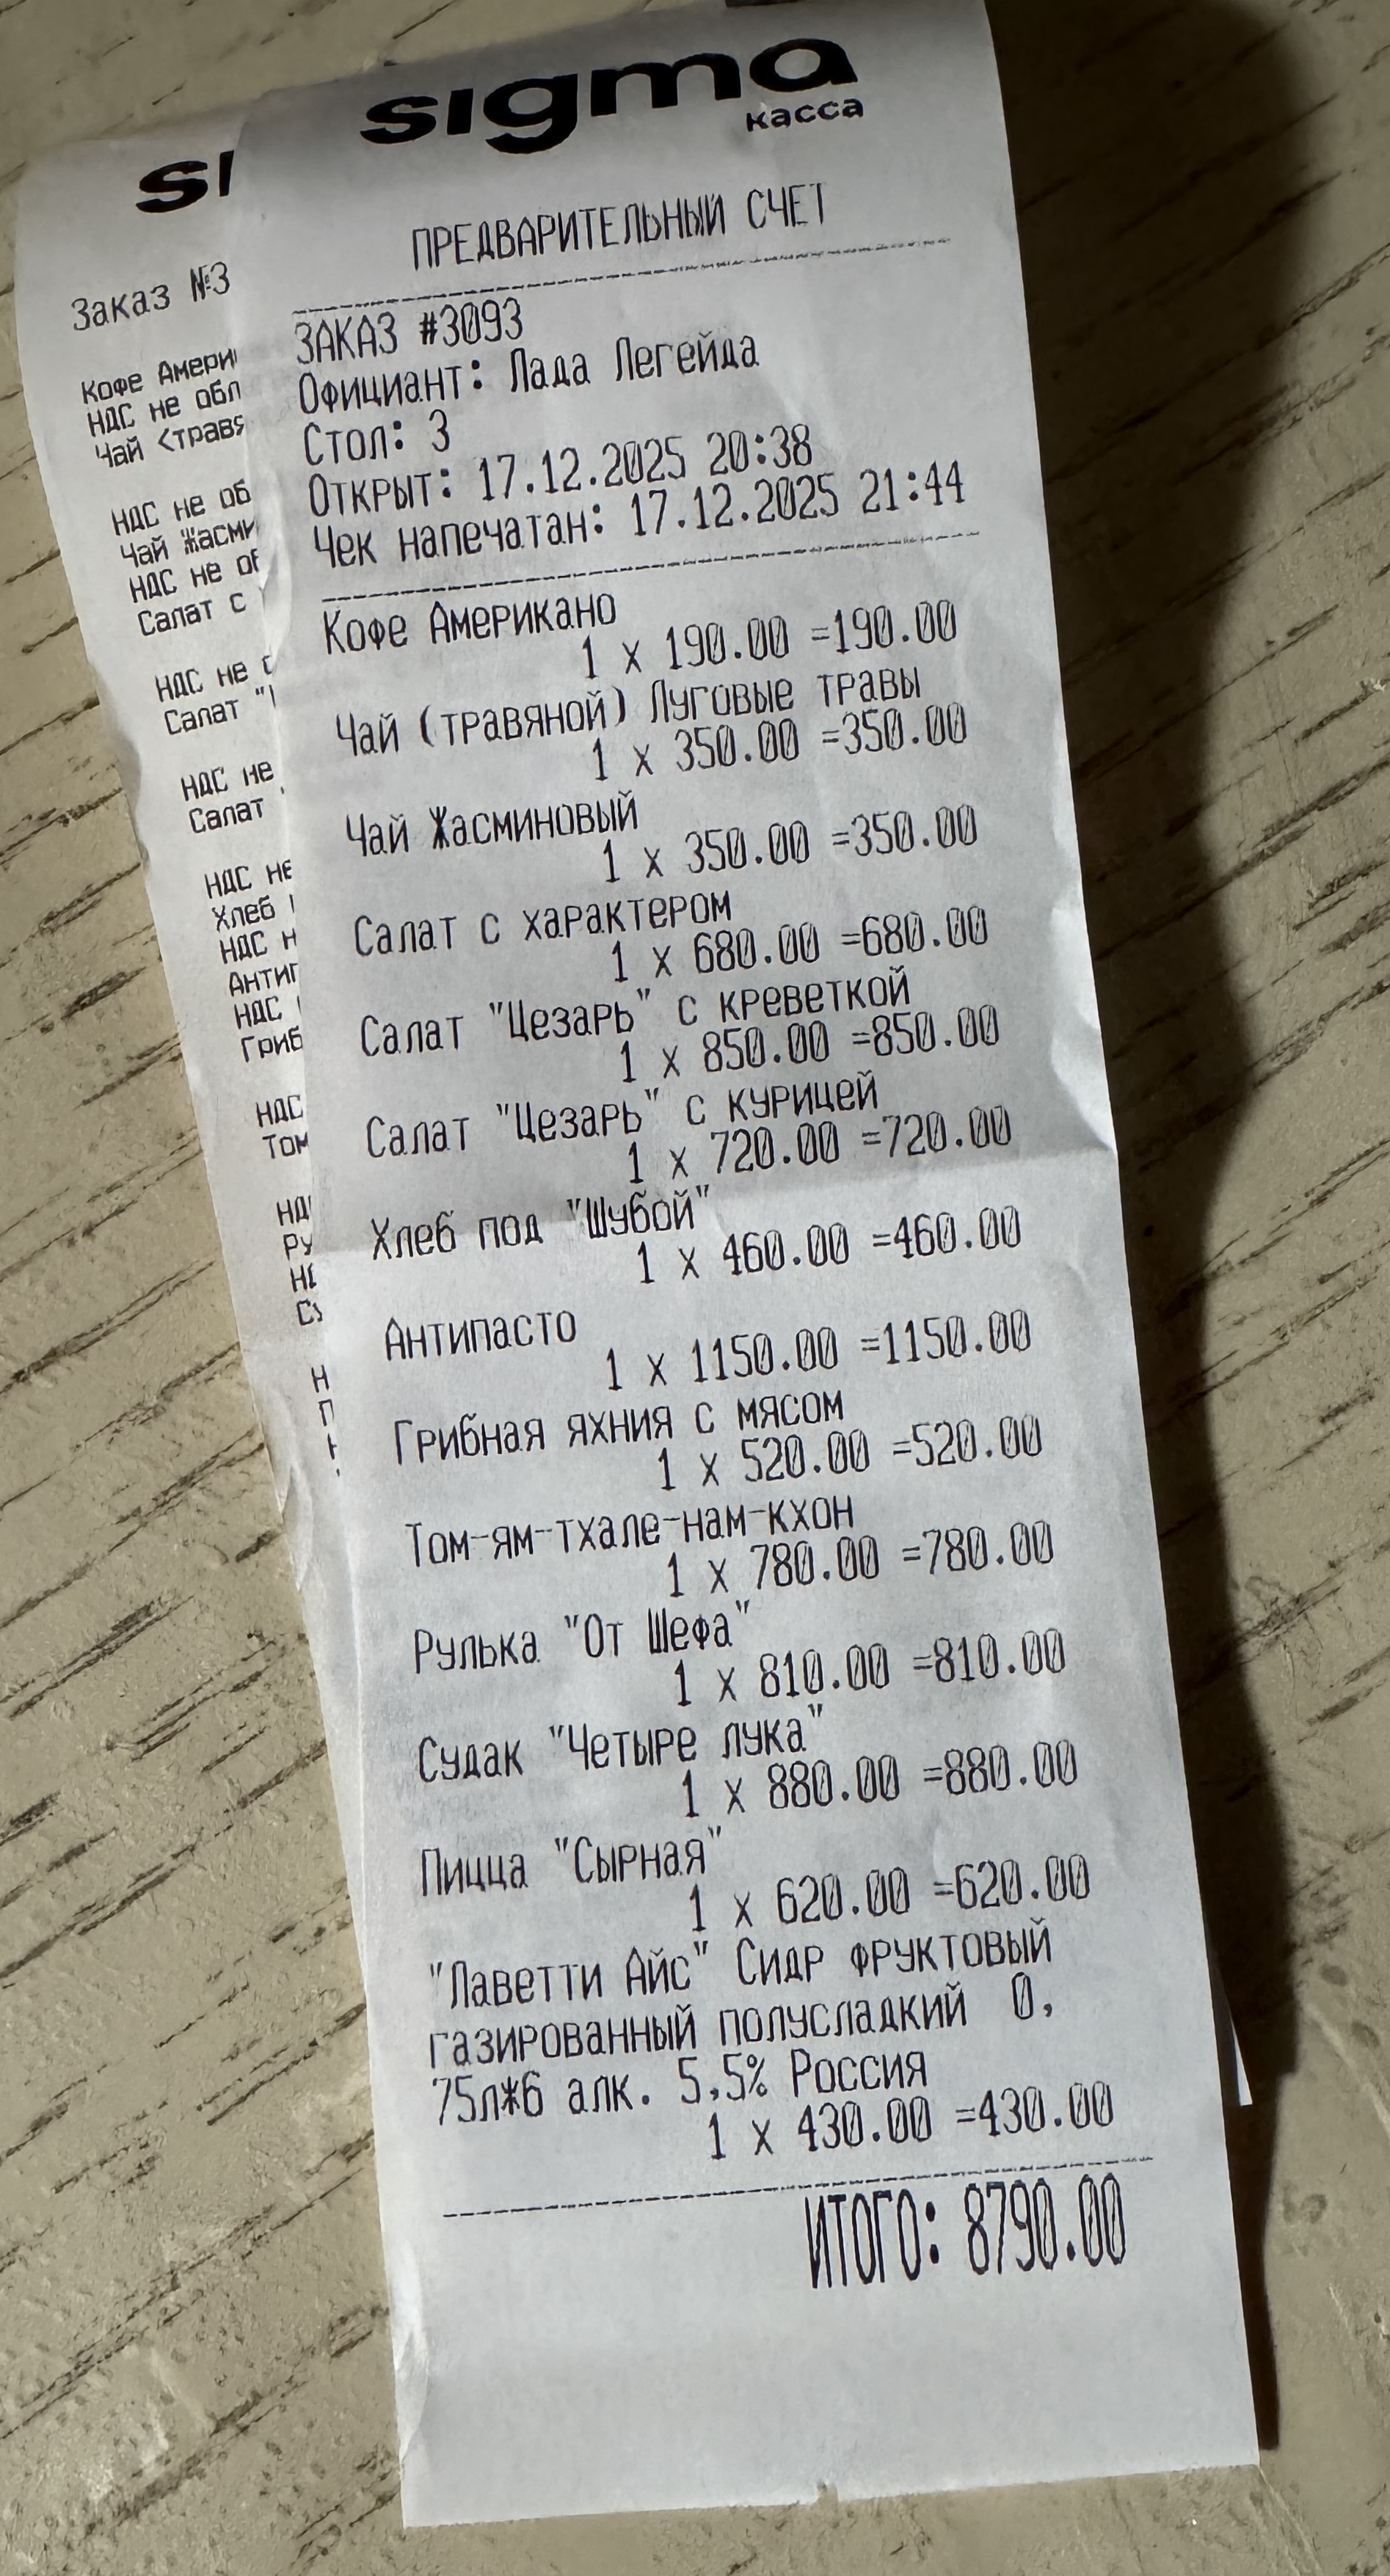 sigma
касса
ПРЕДВАРИТЕЛЬНЫЙ СЧЕТ
ЗАКАЗ #3093
Официант: Лада Легейда
Стол: 3
Открыт: 17.12.2025 20:38
Чек напечатан: 17.12.2025 21:44
Кофе Американо
1 x 190.00 =190.00
Чай (травяной) Луговые травы
1 x 350.00 =350.00
Чай Жасминовый
1 x 350.00 =350.00
Салат с характером
1 x 680.00 =680.00
Салат "Цезарь" с креветкой
1 x 850.00 =850.00
Салат "Цезарь" с курицей
1 x 720.00 =720.00
Хлеб под "Шубой"
1 x 460.00 =460.00
Антипасто
1 x 1150.00 =1150.00
Грибная яхния с мясом
1 x 520.00 =520.00
Том-ям-тхале-нам-кхон
1 x 780.00 =780.00
Рулька "От Шефа"
1 x 810.00 =810.00
Судак "Четыре лука"
1 x 880.00 =880.00
Пицца "Сырная"
1 x 620.00 =620.00
"Лаветти Айс" Сидр фруктовый
газированный полусладкий 0,
75л*6 алк. 5,5% Россия
1 x 430.00 =430.00
ИТОГО: 8790.00
Заказ №3
Кофе Амери
НДС не обл
Чай <травя
НДС не об
Чай Жасми
НДС не
Салат с
НДС не
Салат "
НДС не
Салат
НДС не
Хлеб
НДС
НДС
Гриб
НДС
Том